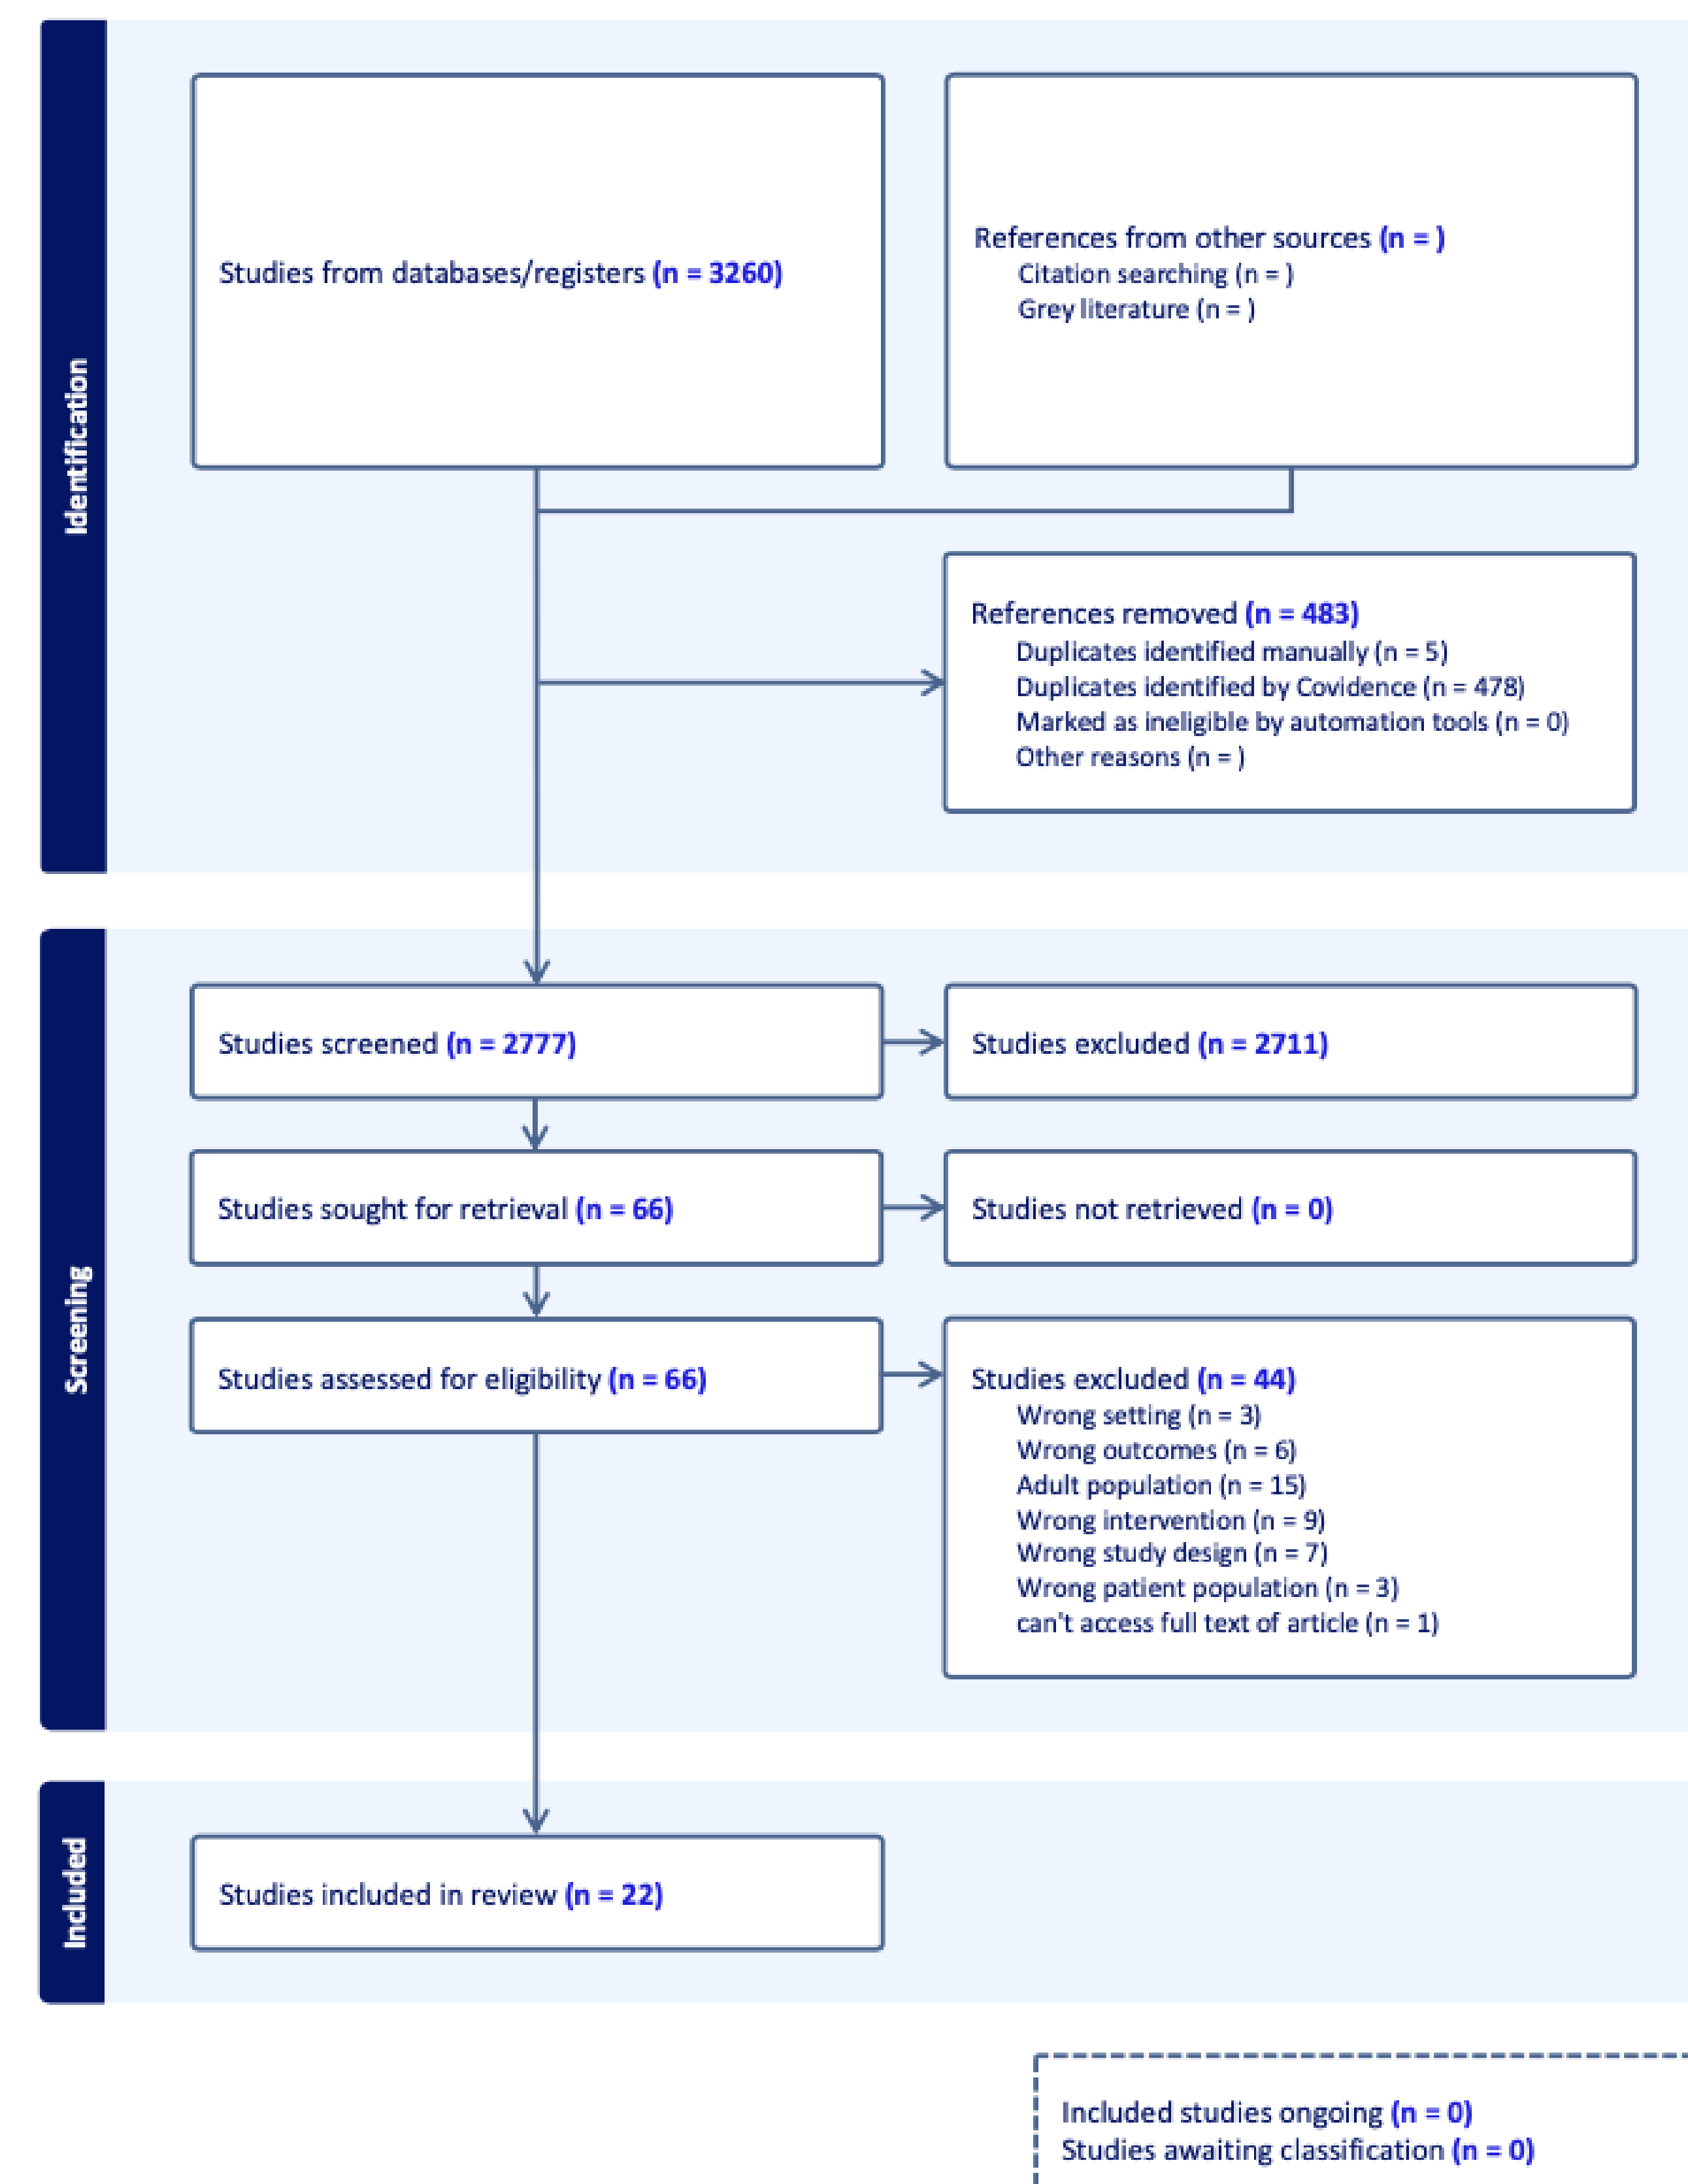 Identification
Studies from databases/registers (n = 3260)
References from other sources (n = )
Citation searching (n = )
Grey literature (n = )
References removed (n = 483)
Duplicates identified manually (n = 5)
Duplicates identified by Covidence (n = 478)
Marked as ineligible by automation tools (n = 0)
Other reasons (n = )
Screening
Studies screened (n = 2777)
Studies excluded (n = 2711)
Studies sought for retrieval (n = 66)
Studies not retrieved (n = 0)
Studies assessed for eligibility (n = 66)
Studies excluded (n = 44)
Wrong setting (n = 3)
Wrong outcomes (n = 6)
Adult population (n = 15)
Wrong intervention (n = 9)
Wrong study design (n = 7)
Wrong patient population (n = 3)
can't access full text of article (n = 1)
Included
Studies included in review (n = 22)
Included studies ongoing (n = 0)
Studies awaiting classification (n = 0)